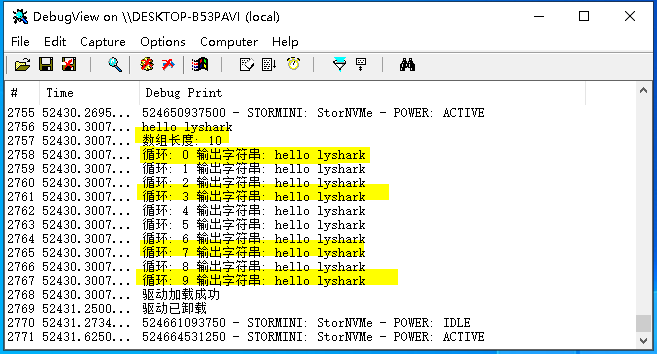 DebugView on \\DESKTOP-B53PAVI (local)
File Edit Capture Options Computer Help
# Time Debug Print
2755 52430.2695... 524650937500 - STORMINI: StorNVMe - POWER: ACTIVE
2756 52430.3007... hello lyshark
2757 52430.3007... 数组长度: 10
2758 52430.3007... 循环: 0 输出字符串: hello lyshark
2759 52430.3007... 循环: 1 输出字符串: hello lyshark
2760 52430.3007... 循环: 2 输出字符串: hello lyshark
2761 52430.3007... 循环: 3 输出字符串: hello lyshark
2762 52430.3007... 循环: 4 输出字符串: hello lyshark
2763 52430.3007... 循环: 5 输出字符串: hello lyshark
2764 52430.3007... 循环: 6 输出字符串: hello lyshark
2765 52430.3007... 循环: 7 输出字符串: hello lyshark
2766 52430.3007... 循环: 8 输出字符串: hello lyshark
2767 52430.3007... 循环: 9 输出字符串: hello lyshark
2768 52430.3007... 驱动加载成功
2769 52431.2500... 驱动已卸载
2770 52431.2734... 524661093750 - STORMINI: StorNVMe - POWER: IDLE
2771 52431.6250... 524664531250 - STORMINI: StorNVMe - POWER: ACTIVE